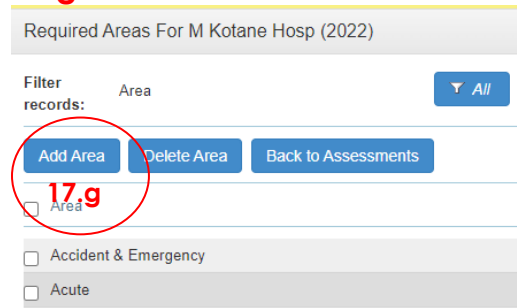 Required Areas For M Kotane Hosp (2022)
Filter records: Area All
Add Area Delete Area Back to Assessments
17.g
Area
Accident & Emergency
Acute